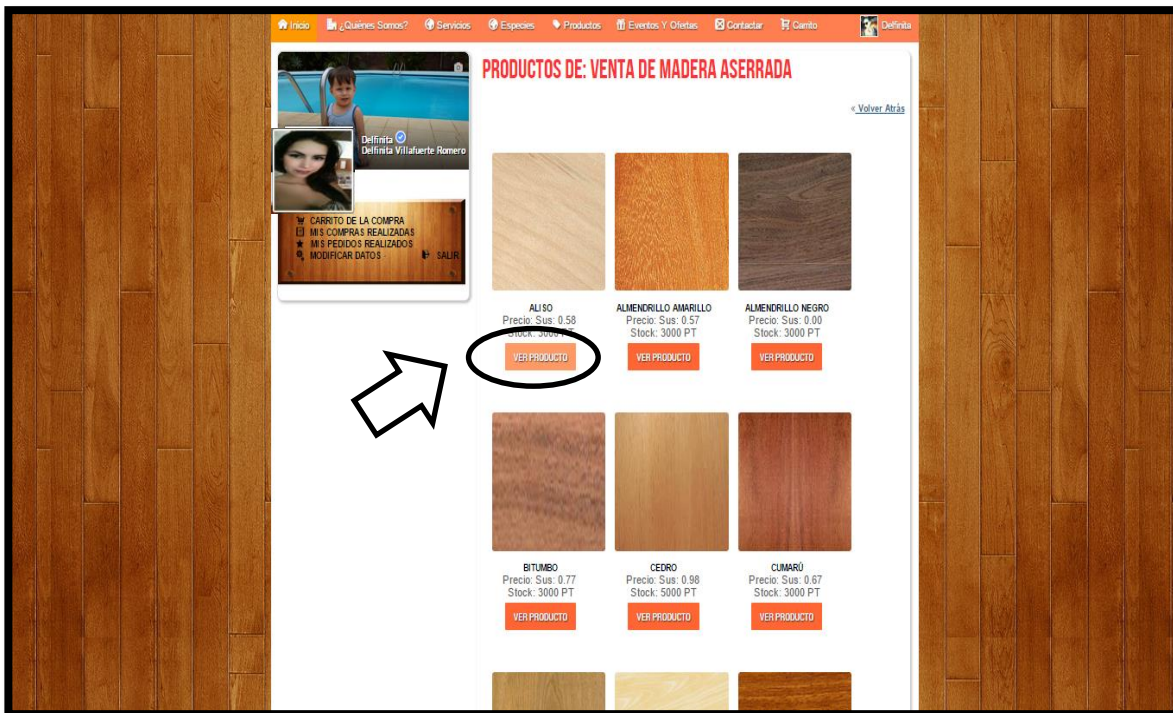 Inicio ¿Quiénes Somos? Servicios Especies Productos Eventos Y Ofertas Contactar Carrito Delfinita
PRODUCTOS DE: VENTA DE MADERA ASERRADA
« Volver Atrás
Delfinita
Delfinita Villafuerte Romero
CARRITO DE LA COMPRA
MIS COMPRAS REALIZADAS
MIS PEDIDOS REALIZADOS
MODIFICAR DATOS SALIR
ALISO
Precio: Sus: 0.58
Stock: 3000 PT
VER PRODUCTO
ALMENDRILLO AMARILLO
Precio: Sus: 0.57
Stock: 3000 PT
VER PRODUCTO
ALMENDRILLO NEGRO
Precio: Sus: 0.00
Stock: 3000 PT
VER PRODUCTO
BITUMBO
Precio: Sus: 0.77
Stock: 3000 PT
VER PRODUCTO
CEDRO
Precio: Sus: 0.98
Stock: 5000 PT
VER PRODUCTO
CUMARÚ
Precio: Sus: 0.67
Stock: 3000 PT
VER PRODUCTO